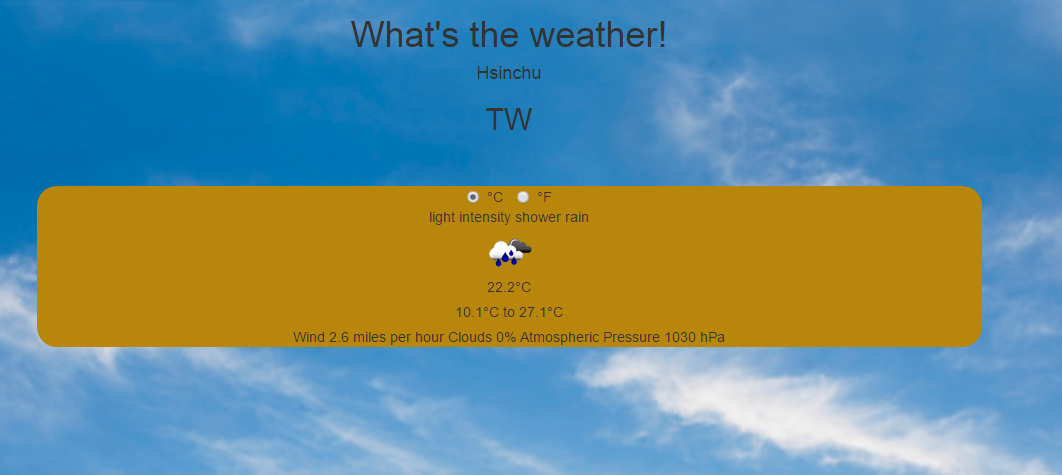 What's the weather!
Hsinchu
TW
°C °F
light intensity shower rain
22.2°C
10.1°C to 27.1°C
Wind 2.6 miles per hour Clouds 0% Atmospheric Pressure 1030 hPa